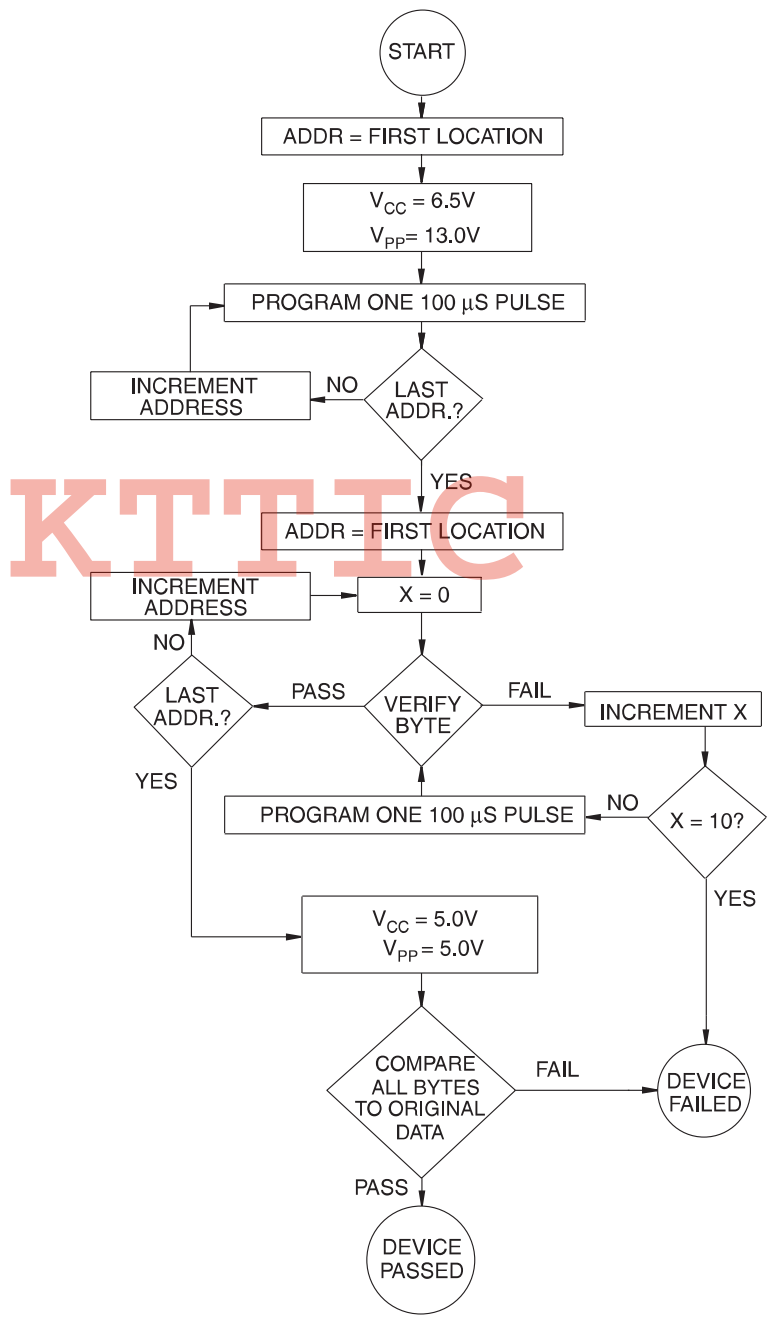 START
ADDR = FIRST LOCATION
VCC = 6.5V
VPP= 13.0V
PROGRAM ONE 100 µS PULSE
INCREMENT
ADDRESS
NO
LAST
ADDR.?
YES
KTTIC
ADDR = FIRST LOCATION
INCREMENT
ADDRESS
X = 0
NO
LAST
ADDR.?
PASS
VERIFY
BYTE
FAIL
INCREMENT X
YES
PROGRAM ONE 100 µS PULSE
NO
X = 10?
YES
VCC = 5.0V
VPP = 5.0V
COMPARE
ALL BYTES
TO ORIGINAL
DATA
FAIL
DEVICE
FAILED
PASS
DEVICE
PASSED